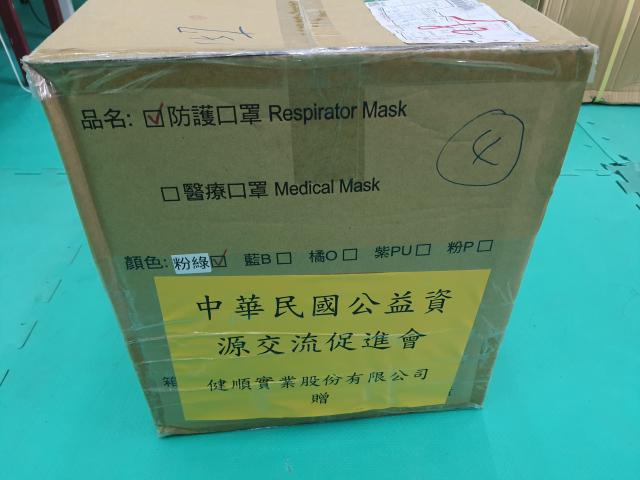 品名: ☑防護口罩 Respirator Mask
4
□醫療口罩 Medical Mask
顏色: 粉綠☑ 藍B□ 橘O□ 紫PU□ 粉P□
中華民國公益資
源交流促進會
健順實業股份有限公司
贈
箱